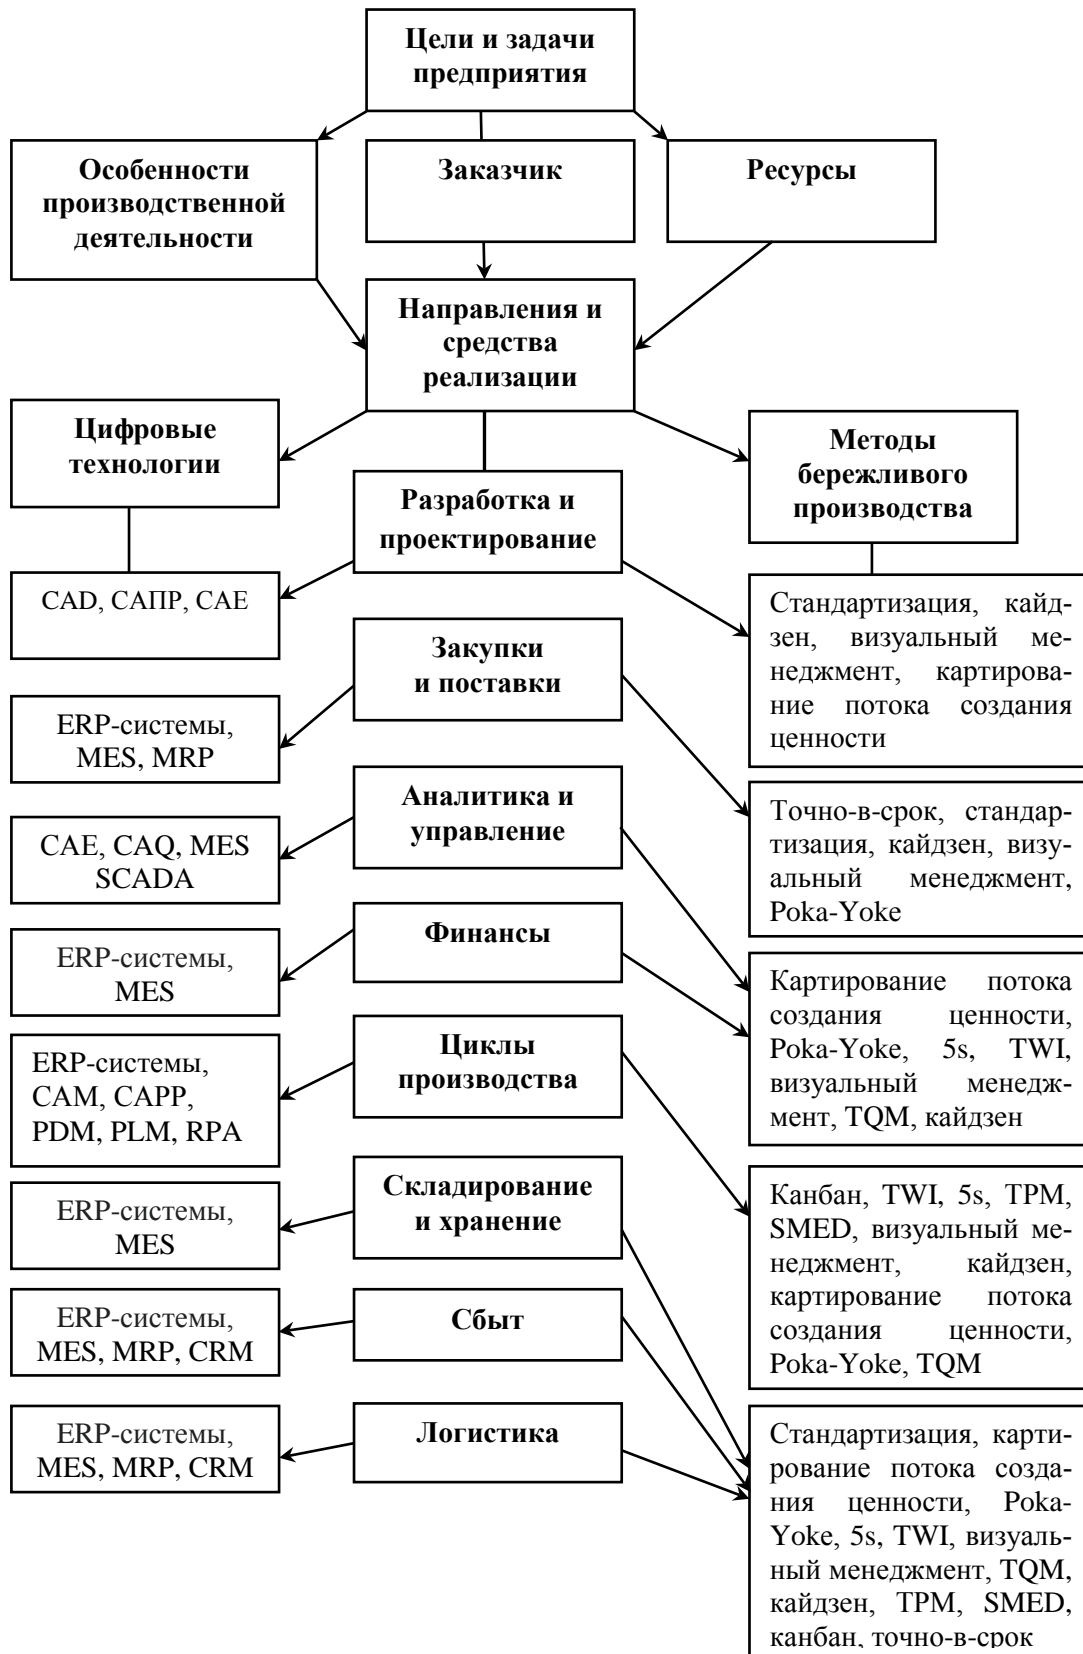 Цели и задачи
предприятия
Особенности
производственной
деятельности
Заказчик
Ресурсы
Направления и
средства
реализации
Цифровые
технологии
Методы
бережливого
производства
Разработка и
проектирование
CAD, САПР, CAE
Стандартизация, кайд-
зен, визуальный ме-
неджмент, картирова-
ние потока создания
ценности
Закупки
и поставки
ERP-системы,
MES, MRP
Точно-в-срок, стандар-
тизация, кайдзен, визу-
альный менеджмент,
Poka-Yoke
Аналитика и
управление
CAE, CAQ, MES
SCADA
Финансы
ERP-системы,
MES
Картирование потока
создания ценности,
Poka-Yoke, 5s, TWI,
визуальный менедж-
мент, TQM, кайдзен
Циклы
производства
ERP-системы,
CAM, CAPP,
PDM, PLM, RPA
Канбан, TWI, 5s, TPM,
SMED, визуальный ме-
неджмент, кайдзен,
картирование потока
создания ценности,
Poka-Yoke, TQM
Складирование
и хранение
ERP-системы,
MES
Сбыт
ERP-системы,
MES, MRP, CRM
Логистика
ERP-системы,
MES, MRP, CRM
Стандартизация, карти-
рование потока созда-
ния ценности, Poka-
Yoke, 5s, TWI, визуаль-
ный менеджмент, TQM,
кайдзен, TPM, SMED,
канбан, точно-в-срок